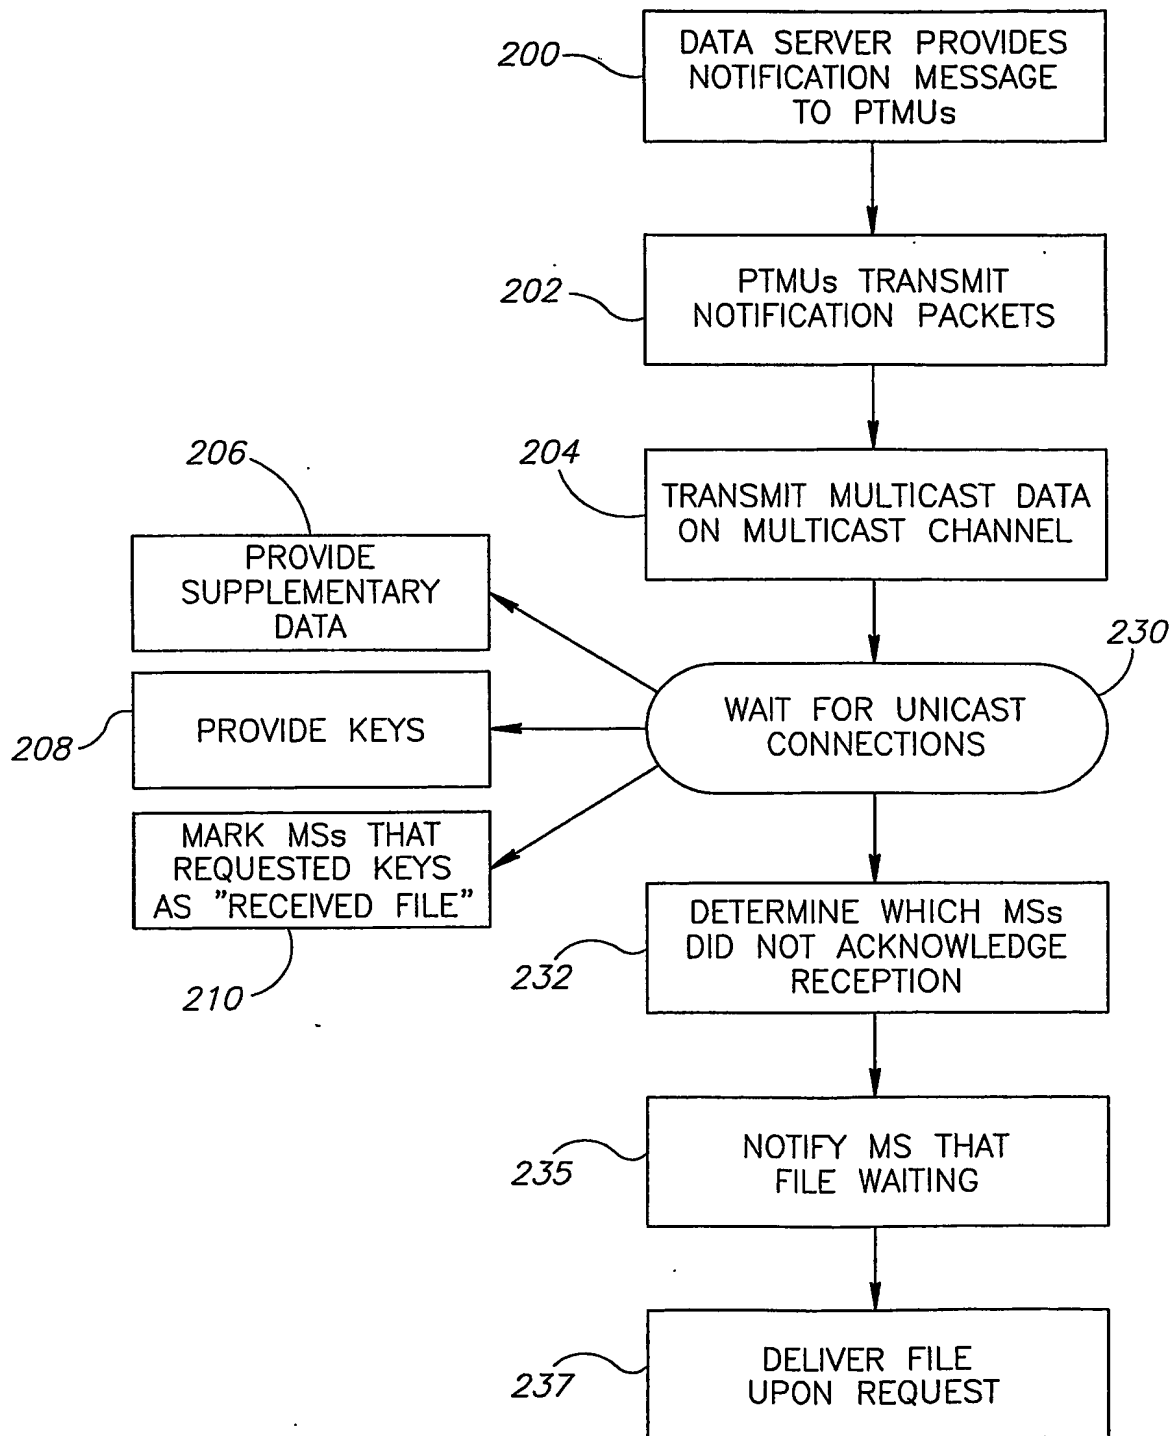 200
DATA SERVER PROVIDES
NOTIFICATION MESSAGE
TO PTMUs
202
PTMUs TRANSMIT
NOTIFICATION PACKETS
204
TRANSMIT MULTICAST DATA
ON MULTICAST CHANNEL
206
PROVIDE
SUPPLEMENTARY
DATA
230
WAIT FOR UNICAST
CONNECTIONS
208
PROVIDE KEYS
MARK MSs THAT
REQUESTED KEYS
AS "RECEIVED FILE"
210
DETERMINE WHICH MSs
DID NOT ACKNOWLEDGE
RECEPTION
232
NOTIFY MS THAT
FILE WAITING
235
DELIVER FILE
UPON REQUEST
237